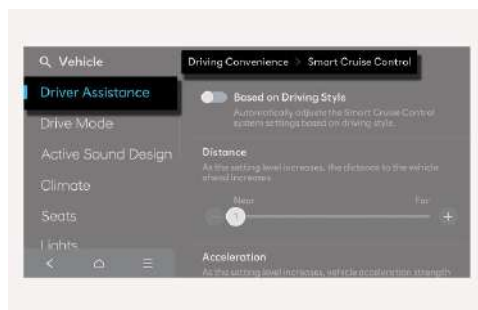 Vehicle
Driver Assistance
Drive Mode
Active Sound Design
Climate
Seats
Lights
Driving Convenience > Smart Cruise Control
Based on Driving Style
Automatically adjusts the Smart Cruise Control
system settings based on driving style.
Distance
As the setting level increases, the distance to the vehicle
ahead increases.
Near
Far
1
Acceleration
As the setting level increases, vehicle acceleration strength